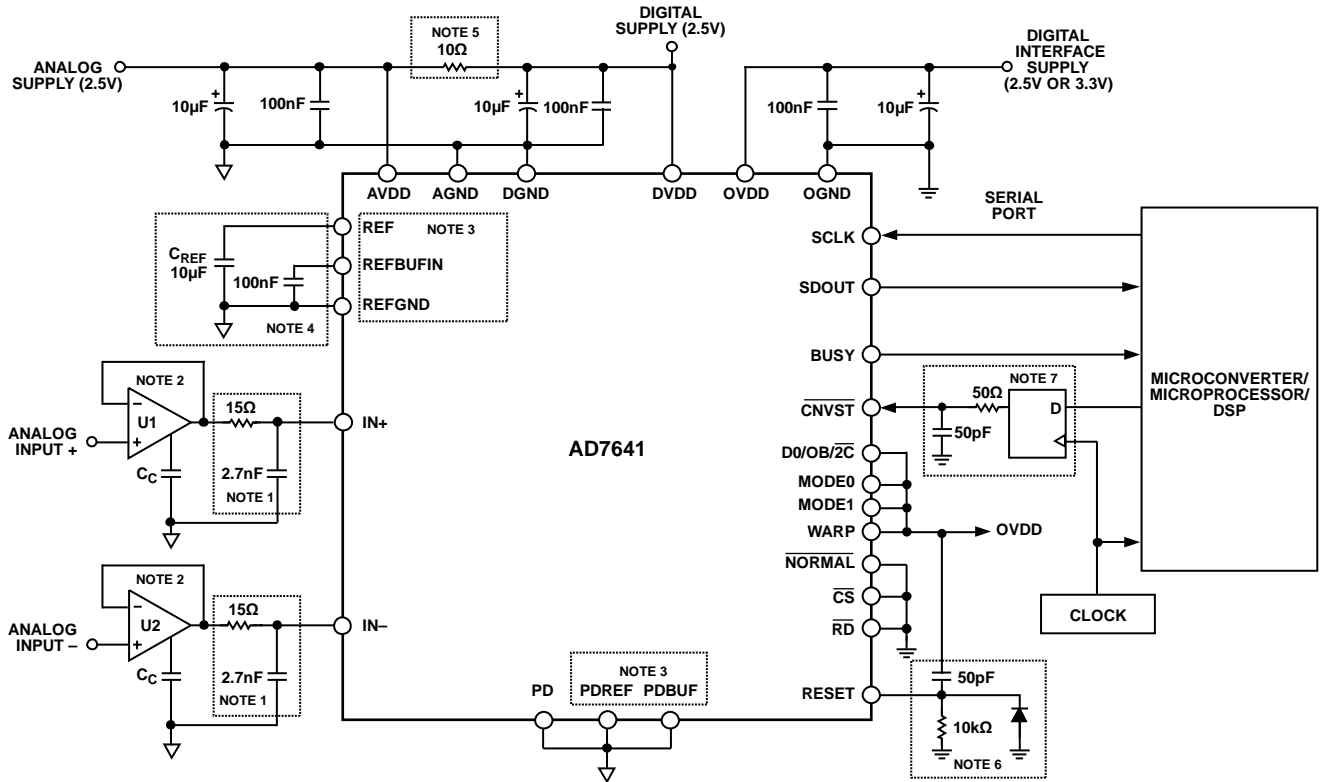 ANALOG
SUPPLY (2.5V)
NOTE 5
10Ω
DIGITAL
SUPPLY (2.5V)
DIGITAL
INTERFACE
SUPPLY
(2.5V OR 3.3V)
10µF
+
100nF
10µF
+
100nF
100nF
10µF
+
AVDD
AGND
DGND
DVDD
OVDD
OGND
CREF
10µF
100nF
NOTE 4
REF
REFBUFIN
REFGND
NOTE 3
SERIAL
PORT
SCLK
SDOUT
BUSY
CNVST
D0/OB/2C
MODE0
MODE1
WARP
NORMAL
CS
RD
RESET
NOTE 7
50Ω
50pF
D
MICROCONVERTER/
MICROPROCESSOR/
DSP
OVDD
CLOCK
50pF
10kΩ
NOTE 6
AD7641
NOTE 2
–
U1
+
ANALOG
INPUT +
CC
15Ω
2.7nF
NOTE 1
IN+
NOTE 2
–
U2
+
ANALOG
INPUT –
CC
15Ω
2.7nF
NOTE 1
IN–
PD
NOTE 3
PDREF PDBUF